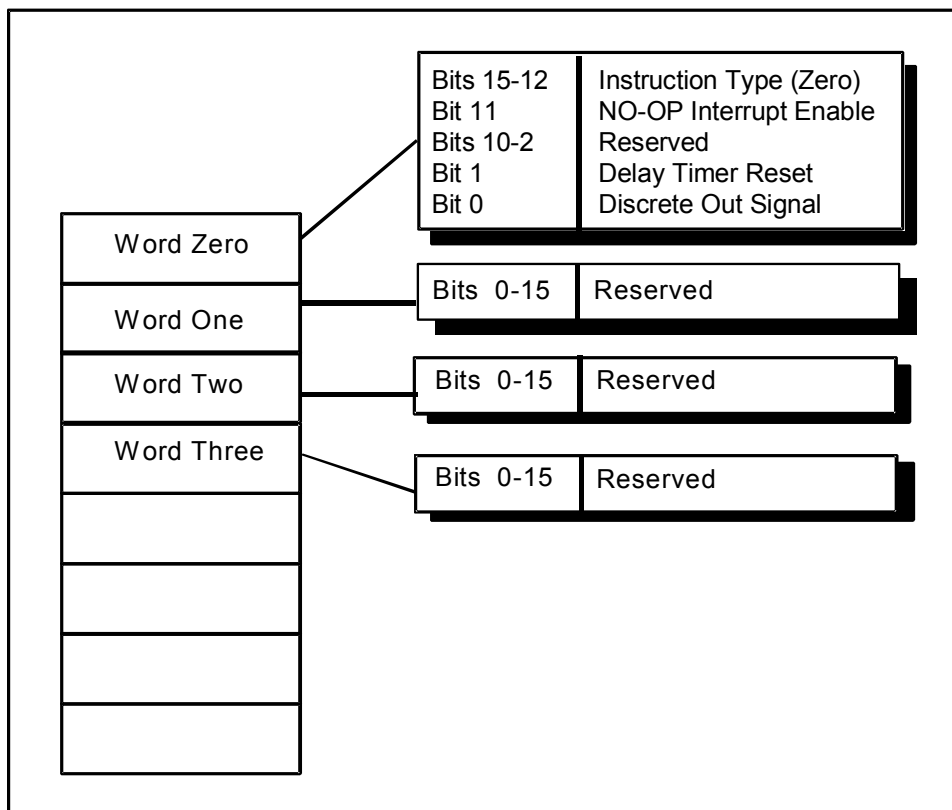 Bits 15-12 Instruction Type (Zero)
Bit 11 NO-OP Interrupt Enable
Bits 10-2 Reserved
Bit 1 Delay Timer Reset
Bit 0 Discrete Out Signal
Word Zero
Bits 0-15 Reserved
Word One
Bits 0-15 Reserved
Word Two
Word Three
Bits 0-15 Reserved